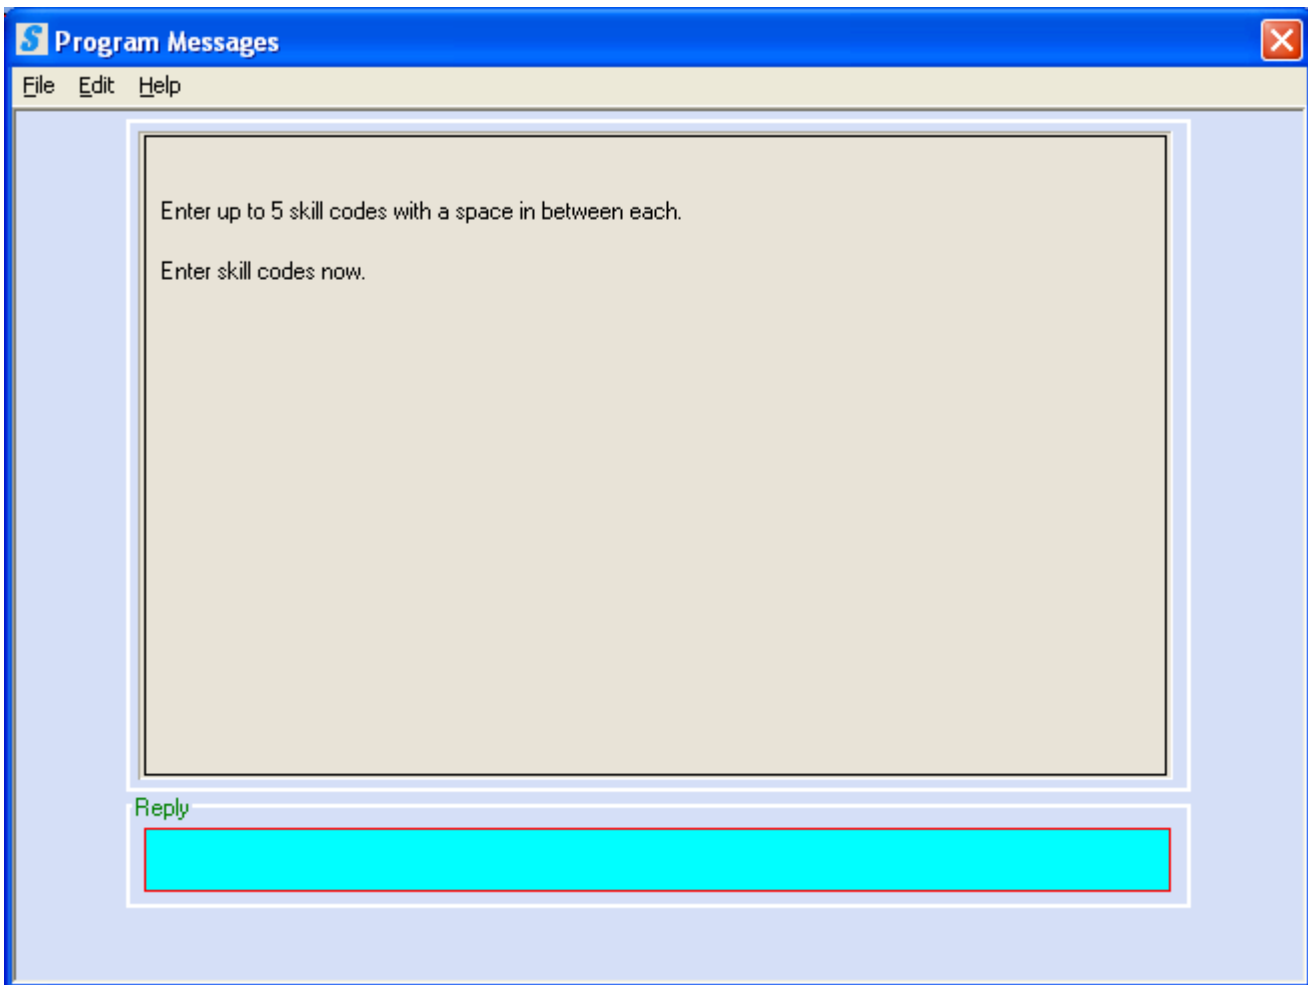 S Program Messages
File Edit Help
Enter up to 5 skill codes with a space in between each.
Enter skill codes now.
Reply